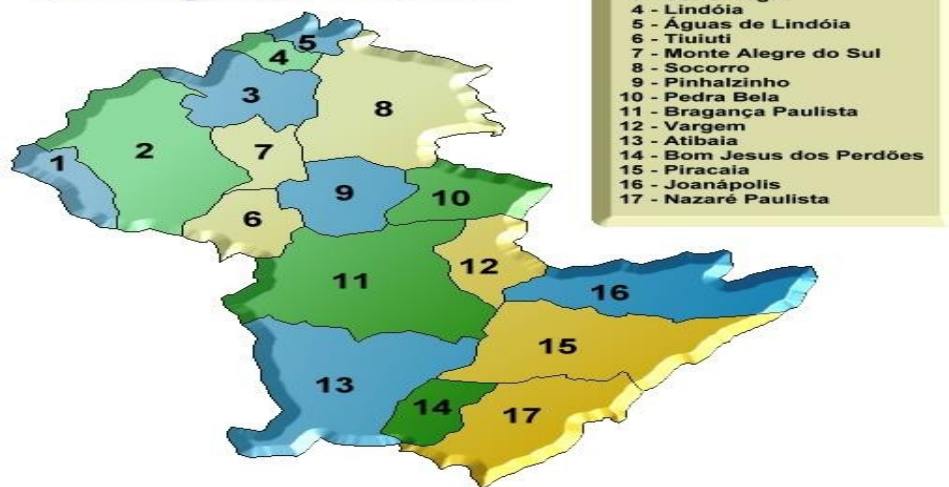 4 - Lindóia
5 - Águas de Lindóia
6 - Tiuiuti
7 - Monte Alegre do Sul
8 - Socorro
9 - Pinhalzinho
10 - Pedra Bela
11 - Bragança Paulista
12 - Vargem
13 - Atibaia
14 - Bom Jesus dos Perdões
15 - Piracaia
16 - Joanápolis
17 - Nazaré Paulista
5
4
3
8
1
2
7
9
10
6
11
12
16
15
13
14
17